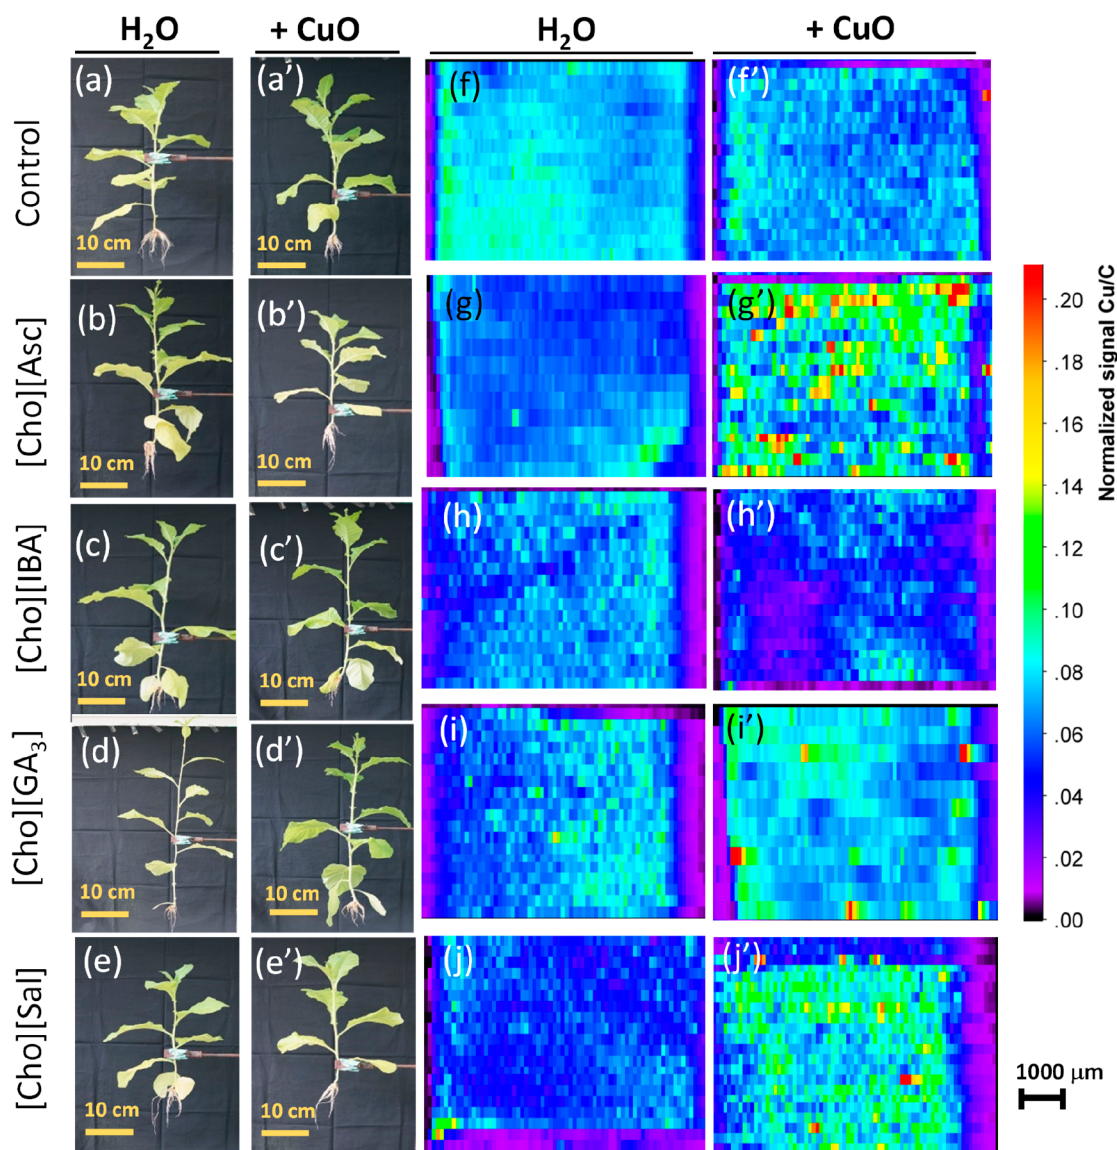 H₂O + CuO H₂O + CuO
Control (a) (a') (f) (f')
10 cm 10 cm
[Cho][Asc] (b) (b') (g) (g')
10 cm 10 cm
[Cho][IBA] (c) (c') (h) (h')
10 cm 10 cm
[Cho][GA₃] (d) (d') (i) (i')
10 cm 10 cm
[Cho][Sal] (e) (e') (j) (j')
10 cm 10 cm
Normalized signal Cu/C
.20
.18
.16
.14
.12
.10
.08
.06
.04
.02
.00
1000 µm